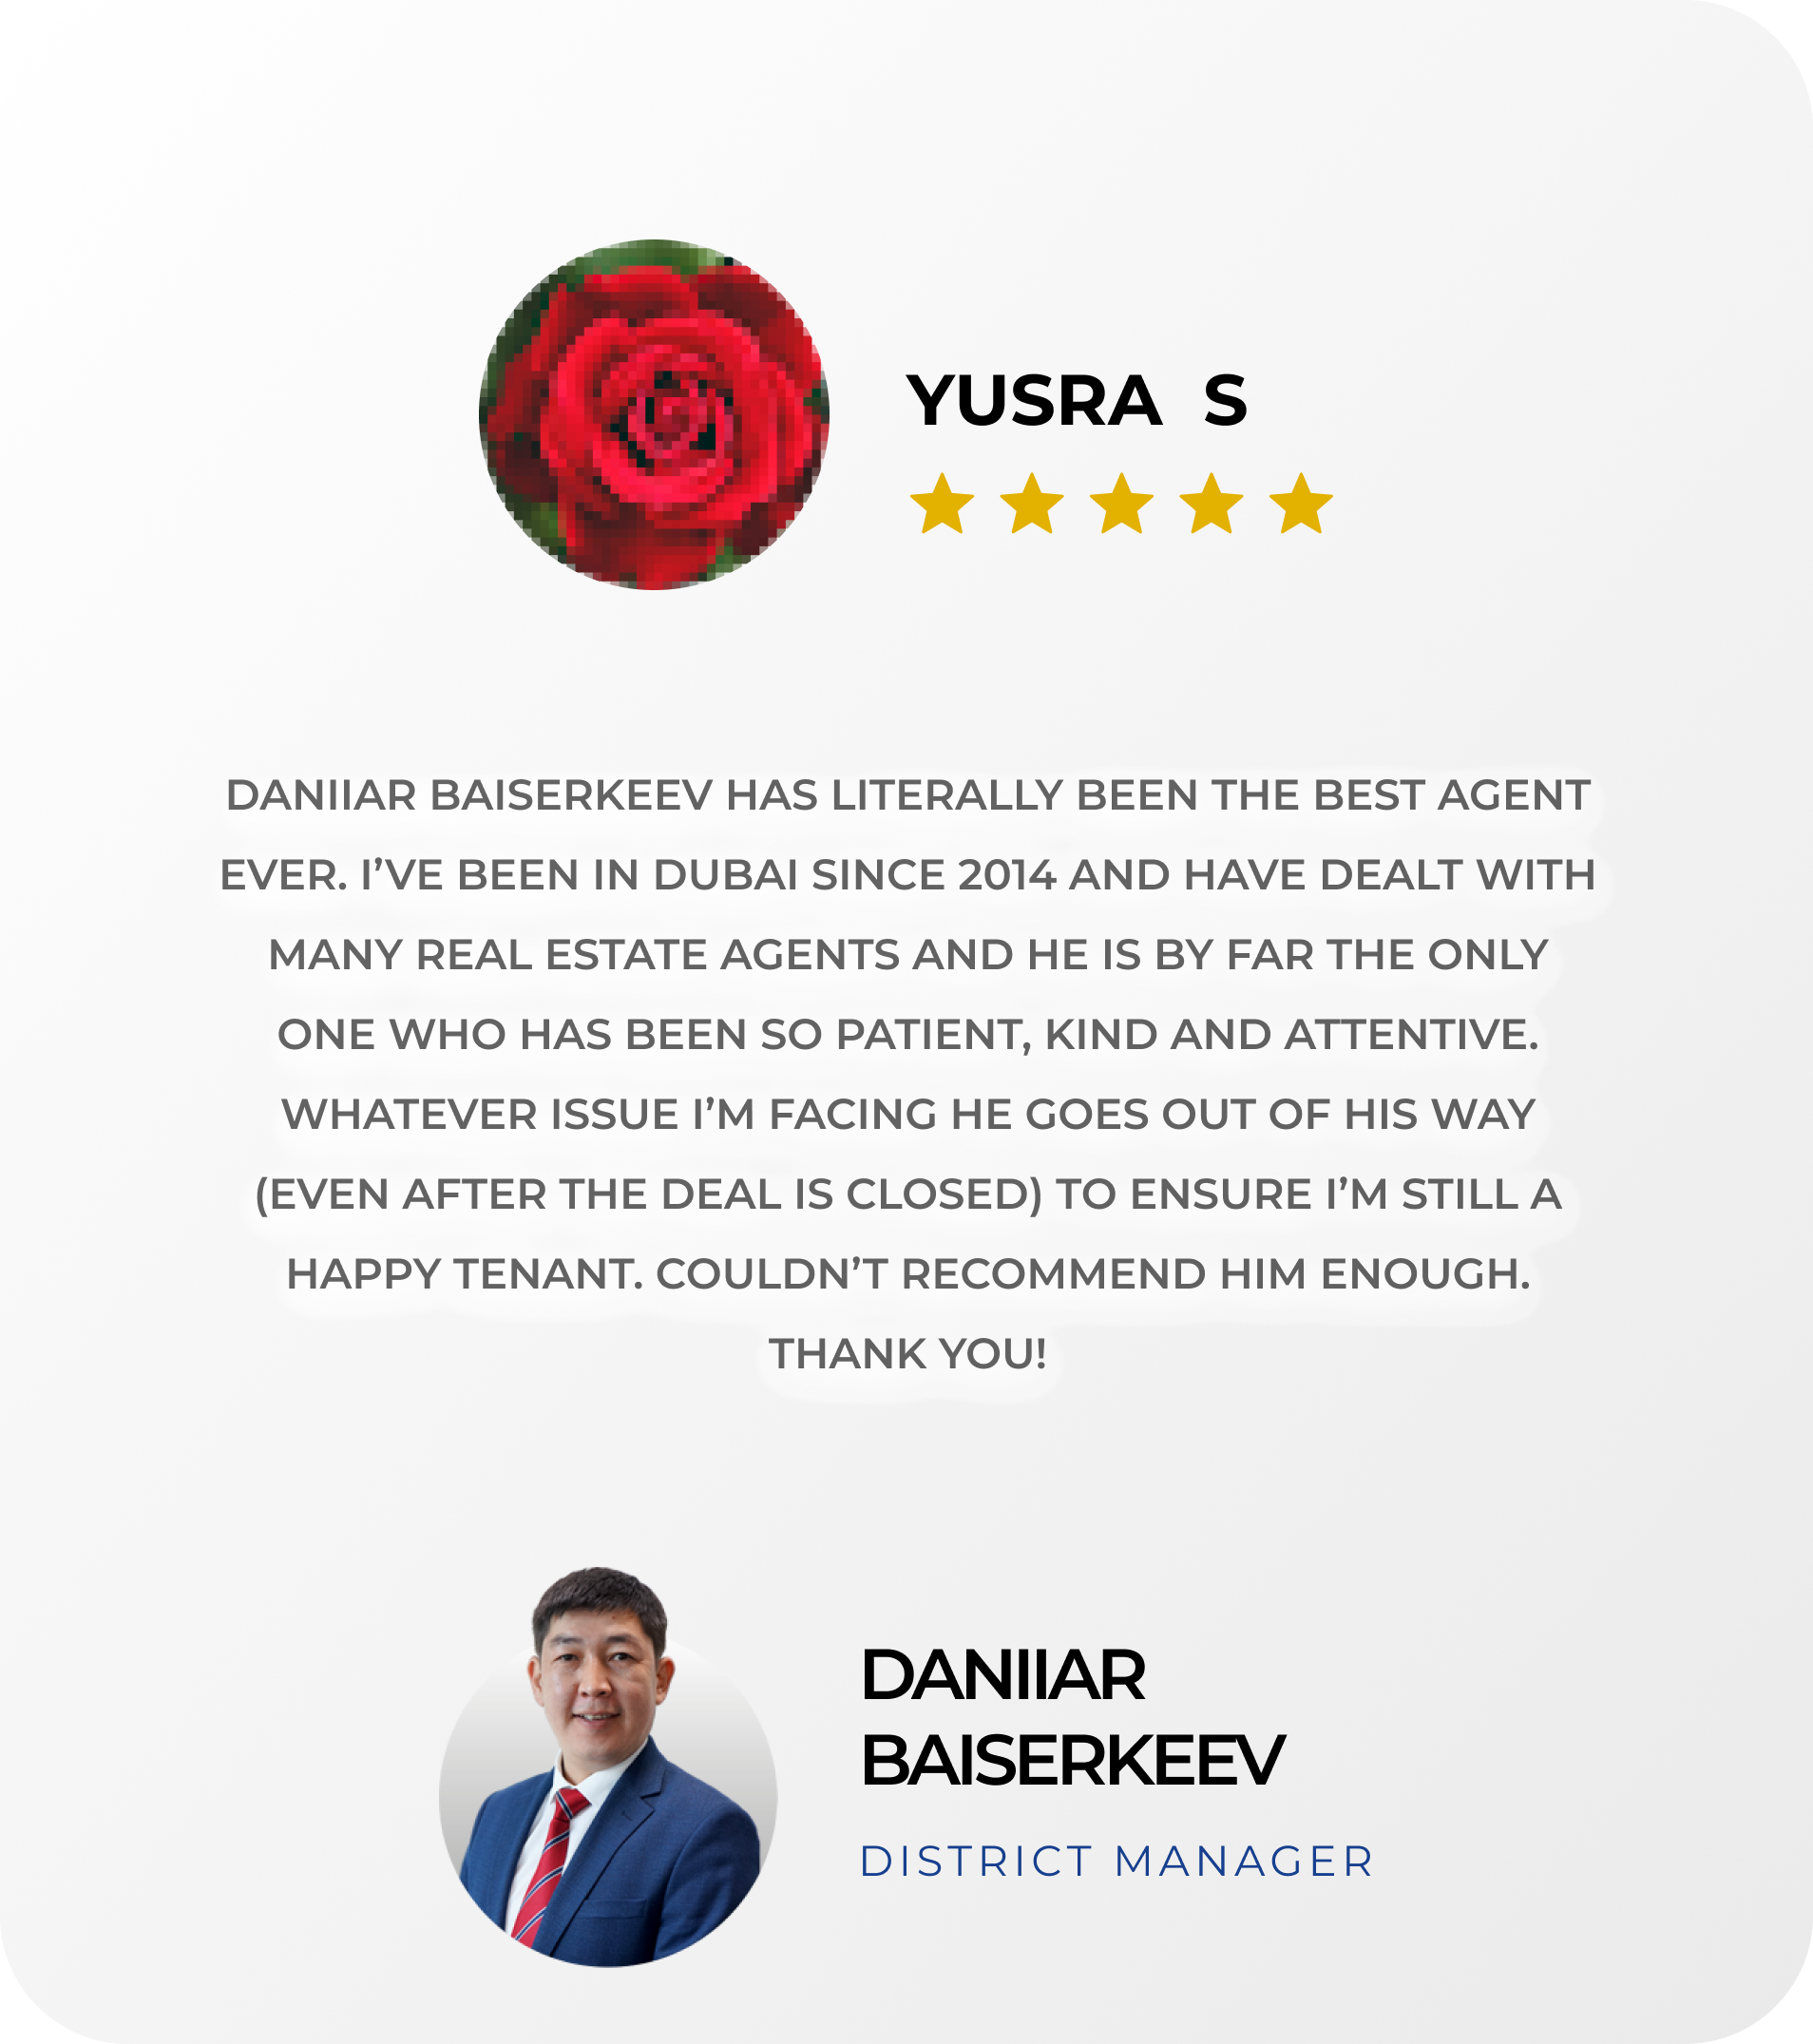 YUSRA S
DANIIAR BAISERKEEV HAS LITERALLY BEEN THE BEST AGENT
EVER. I’VE BEEN IN DUBAI SINCE 2014 AND HAVE DEALT WITH
MANY REAL ESTATE AGENTS AND HE IS BY FAR THE ONLY
ONE WHO HAS BEEN SO PATIENT, KIND AND ATTENTIVE.
WHATEVER ISSUE I’M FACING HE GOES OUT OF HIS WAY
(EVEN AFTER THE DEAL IS CLOSED) TO ENSURE I’M STILL A
HAPPY TENANT. COULDN’T RECOMMEND HIM ENOUGH.
THANK YOU!
DANIIAR
BAISERKEEV
DISTRICT MANAGER